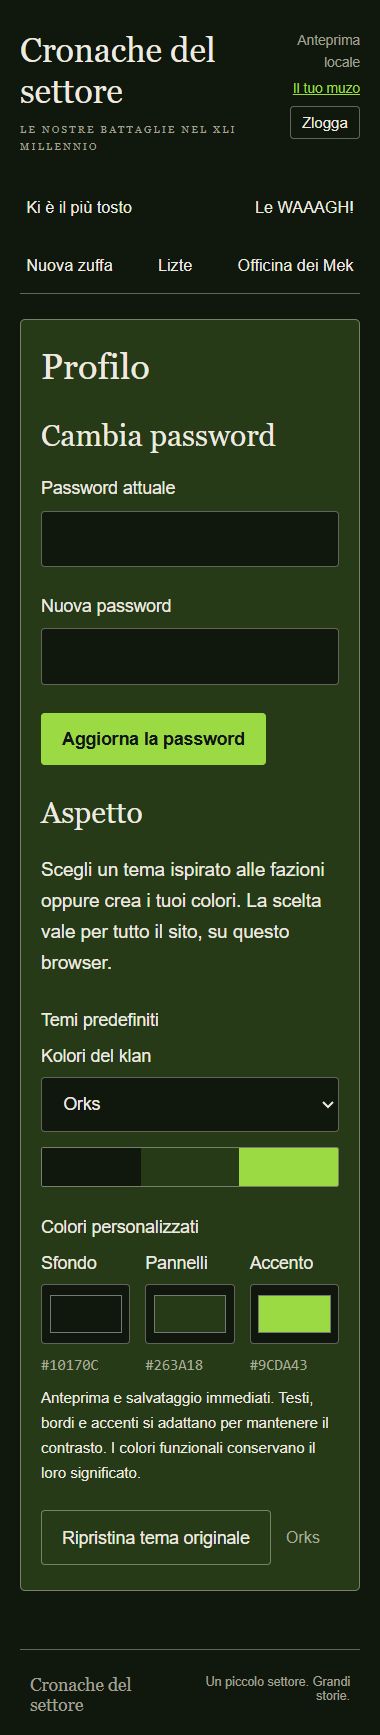 Cronache del
settore
LE NOSTRE BATTAGLIE NEL XLI
MILLENNIO
Anteprima
locale
Il tuo muzo
Zlogga
Ki è il più tosto
Le WAAAGH!
Nuova zuffa
Lizte
Officina dei Mek
Profilo
Cambia password
Password attuale
Nuova password
Aggiorna la password
Aspetto
Scegli un tema ispirato alle fazioni
oppure crea i tuoi colori. La scelta
vale per tutto il sito, su questo
browser.
Temi predefiniti
Kolori del klan
Orks
Colori personalizzati
Sfondo
Pannelli
Accento
#10170C
#263A18
#9CDA43
Anteprima e salvataggio immediati. Testi,
bordi e accenti si adattano per mantenere il
contrasto. I colori funzionali conservano il
loro significato.
Ripristina tema originale
Orks
Cronache del
settore
Un piccolo settore. Grandi
storie.